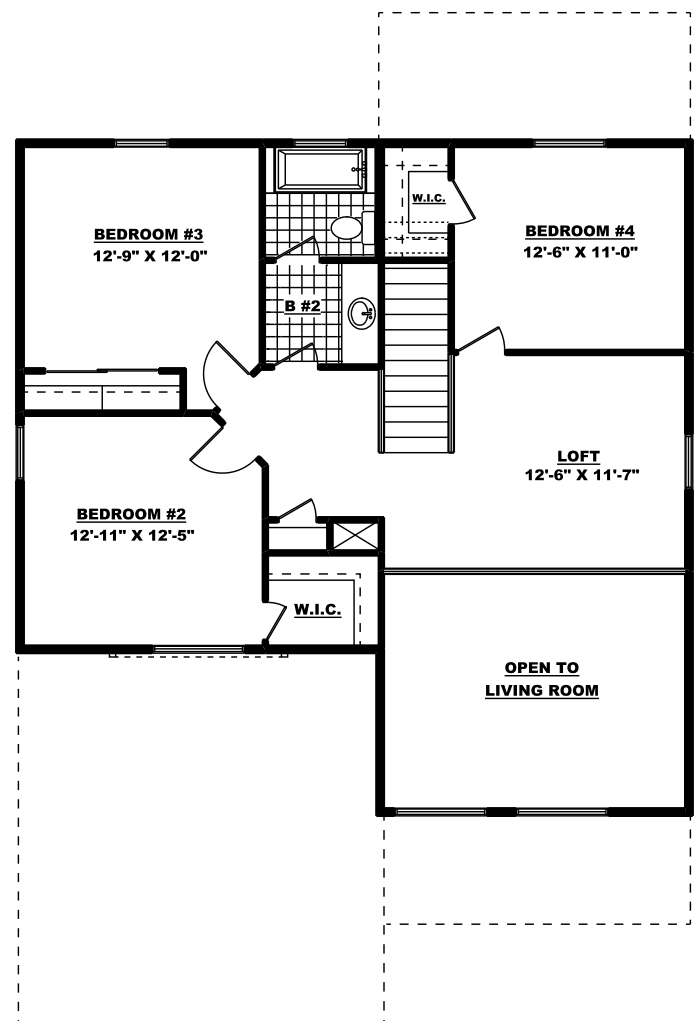 W.I.C.
BEDROOM #3
12'-9" X 12'-0"
BEDROOM #4
12'-6" X 11'-0"
B #2
LOFT
12'-6" X 11'-7"
BEDROOM #2
12'-11" X 12'-5"
W.I.C.
OPEN TO
LIVING ROOM